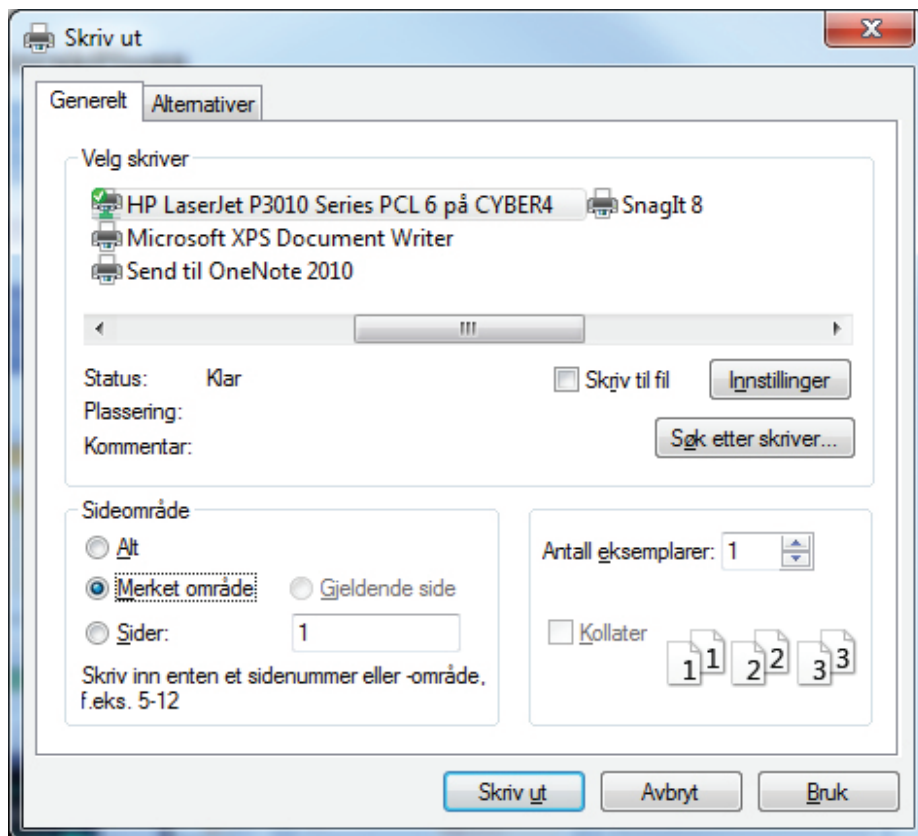 Skriv ut
Generelt Alternativer
Velg skriver
HP LaserJet P3010 Series PCL 6 på CYBER4 SnagIt 8
Microsoft XPS Document Writer
Send til OneNote 2010
Status: Klar Skriv til fil Innstillinger
Plassering:
Kommentar: Søk etter skriver...
Sideområde
Alt
Merket område Gjeldende side
Sider: 1
Skriv inn enten et sidenummer eller -område,
f.eks. 5-12
Antall eksemplarer: 1
Kollater
1 1 2 2 3 3
Skriv ut Avbryt Bruk